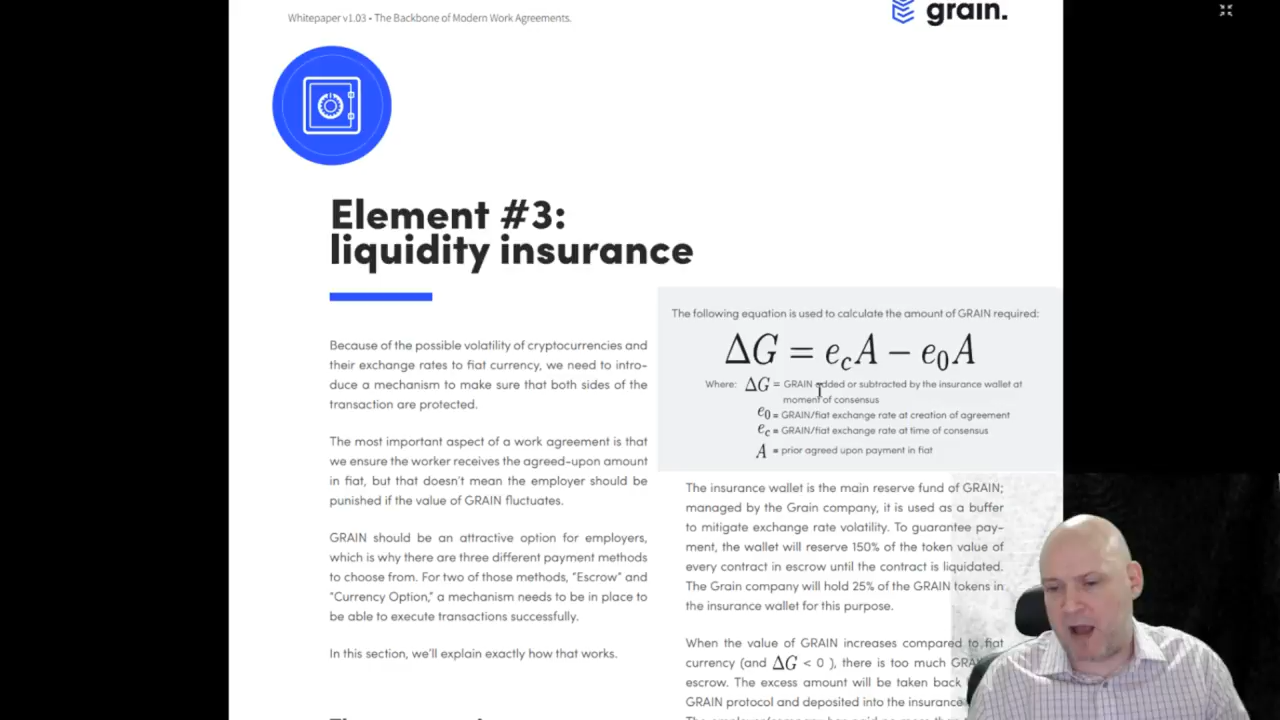 Whitepaper v1.03 • The Backbone of Modern Work Agreements.
grain.
Element #3:
liquidity insurance
Because of the possible volatility of cryptocurrencies and
their exchange rates to fiat currency, we need to intro-
duce a mechanism to make sure that both sides of the
transaction are protected.
The most important aspect of a work agreement is that
we ensure the worker receives the agreed-upon amount
in fiat, but that doesn't mean the employer should be
punished if the value of GRAIN fluctuates.
GRAIN should be an attractive option for employers,
which is why there are three different payment methods
to choose from. For two of those methods, "Escrow" and
"Currency Option," a mechanism needs to be in place to
be able to execute transactions successfully.
In this section, we'll explain exactly how that works.
The following equation is used to calculate the amount of GRAIN required:
ΔG = e_c A − e_0 A
Where: ΔG = GRAIN added or subtracted by the insurance wallet at
moment of consensus
e_0 = GRAIN/fiat exchange rate at creation of agreement
e_c = GRAIN/fiat exchange rate at time of consensus
A = prior agreed upon payment in fiat
The insurance wallet is the main reserve fund of GRAIN;
managed by the Grain company, it is used as a buffer
to mitigate exchange rate volatility. To guarantee pay-
ment, the wallet will reserve 150% of the token value of
every contract in escrow until the contract is liquidated.
The Grain company will hold 25% of the GRAIN tokens in
the insurance wallet for this purpose.
When the value of GRAIN increases compared to fiat
currency (and ΔG < 0 ), there is too much
escrow. The excess amount will be taken back
GRAIN protocol and deposited into the insurance